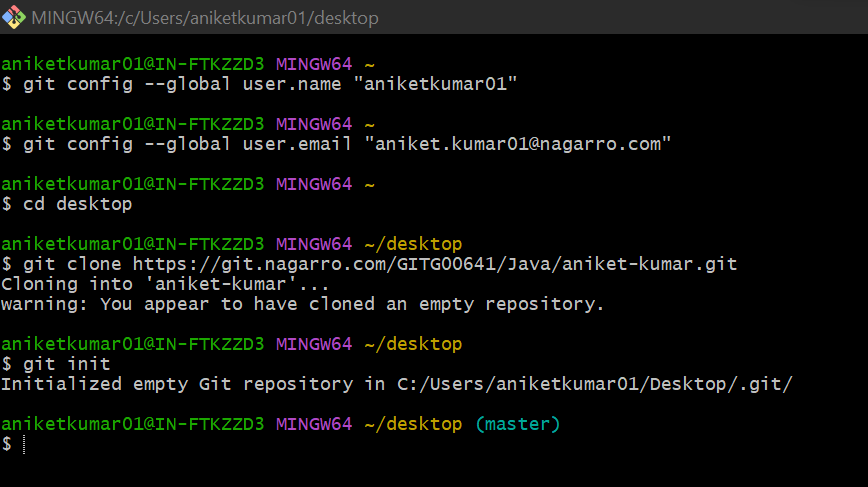 MINGW64:/c/Users/aniketkumar01/desktop
aniketkumar01@IN-FTKZZD3 MINGW64 ~
$ git config --global user.name "aniketkumar01"
aniketkumar01@IN-FTKZZD3 MINGW64 ~
$ git config --global user.email "aniket.kumar01@nagarro.com"
aniketkumar01@IN-FTKZZD3 MINGW64 ~
$ cd desktop
aniketkumar01@IN-FTKZZD3 MINGW64 ~/desktop
$ git clone https://git.nagarro.com/GITG00641/Java/aniket-kumar.git
Cloning into 'aniket-kumar'...
warning: You appear to have cloned an empty repository.
aniketkumar01@IN-FTKZZD3 MINGW64 ~/desktop
$ git init
Initialized empty Git repository in C:/Users/aniketkumar01/Desktop/.git/
aniketkumar01@IN-FTKZZD3 MINGW64 ~/desktop (master)
$